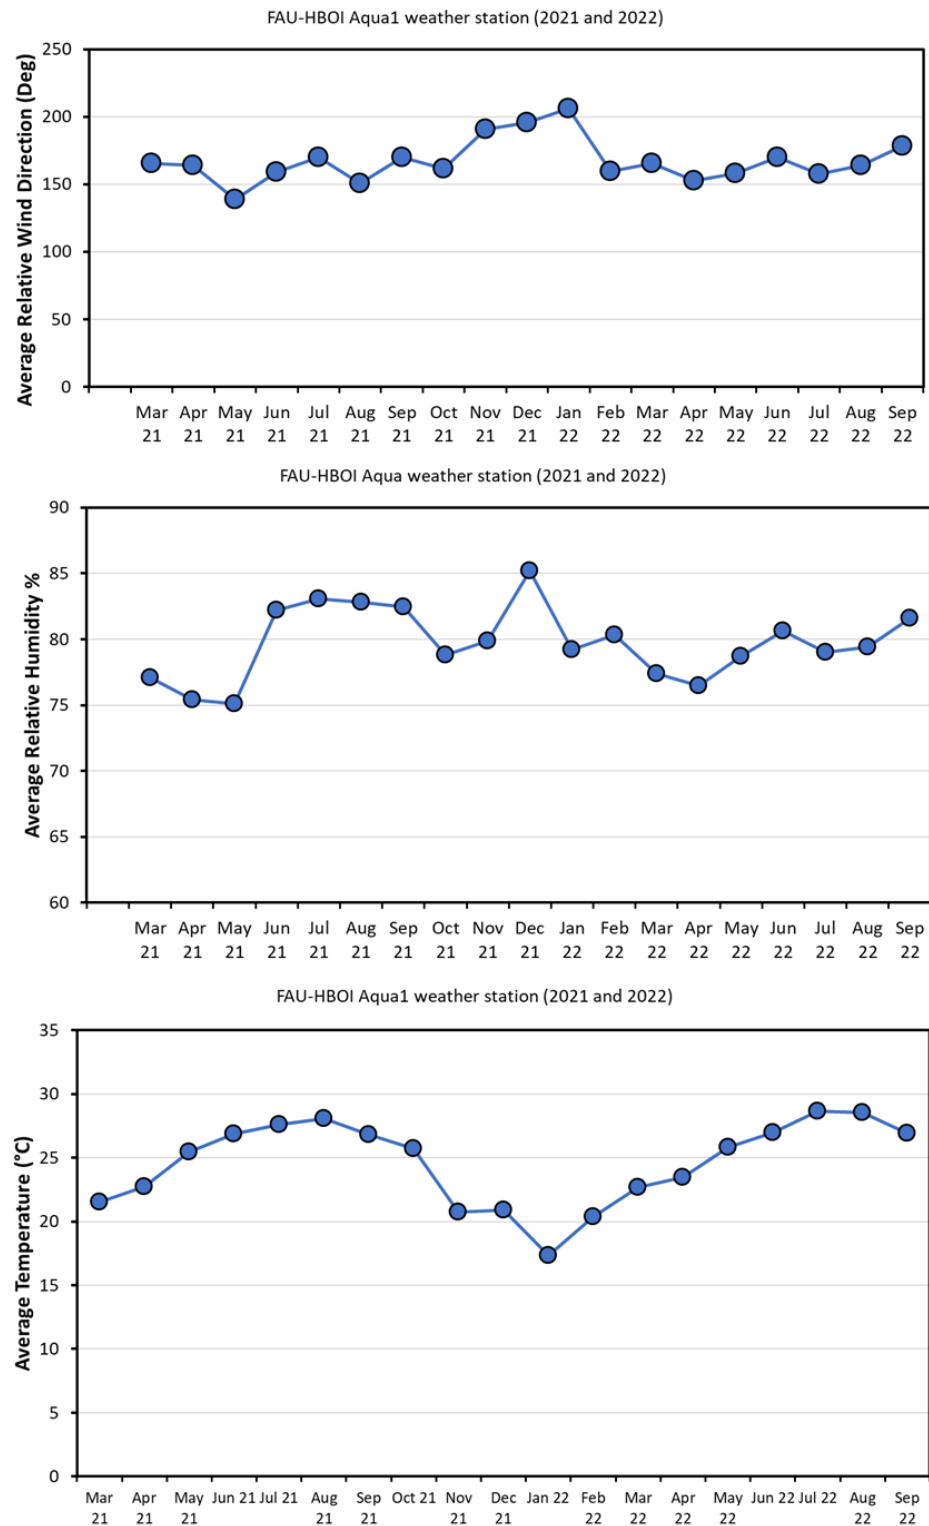 FAU-HBOI Aqua1 weather station (2021 and 2022)
Average Relative Wind Direction (Deg)
250
200
150
100
50
0
Mar Apr May Jun Jul Aug Sep Oct Nov Dec Jan Feb Mar Apr May Jun Jul Aug Sep
21 21 21 21 21 21 21 21 21 21 22 22 22 22 22 22 22 22 22
FAU-HBOI Aqua weather station (2021 and 2022)
Average Relative Humidity %
90
85
80
75
70
65
60
Mar Apr May Jun Jul Aug Sep Oct Nov Dec Jan Feb Mar Apr May Jun Jul Aug Sep
21 21 21 21 21 21 21 21 21 21 22 22 22 22 22 22 22 22 22
FAU-HBOI Aqua1 weather station (2021 and 2022)
Average Temperature (°C)
35
30
25
20
15
10
5
0
Mar Apr May Jun 21 Jul 21 Aug Sep Oct 21 Nov Dec Jan 22 Feb Mar Apr May Jun 22 Jul 22 Aug Sep
21 21 21 21 21 21 21 22 22 22 22 22 22